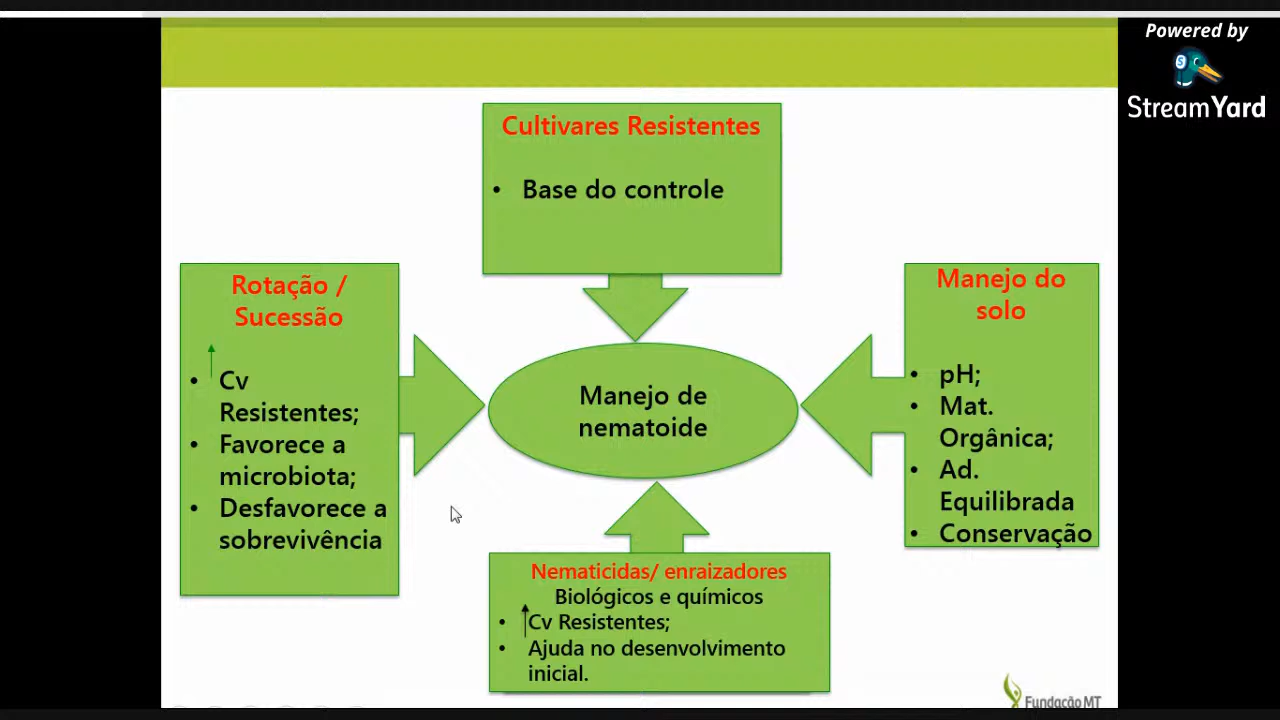 Powered by
StreamYard
Cultivares Resistentes
• Base do controle
Rotação /
Sucessão
• Cv
Resistentes;
• Favorece a
microbiota;
• Desfavorece a
sobrevivência
Manejo de
nematoide
Manejo do
solo
• pH;
• Mat.
Orgânica;
• Ad.
Equilibrada
• Conservação
Nematicidas/ enraizadores
Biológicos e químicos
• Cv Resistentes;
• Ajuda no desenvolvimento
inicial.
Fundação MT